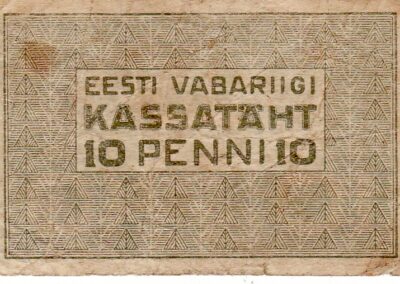 EESTI VABARIIGI
KASSATÄHT
10 PENNI 10